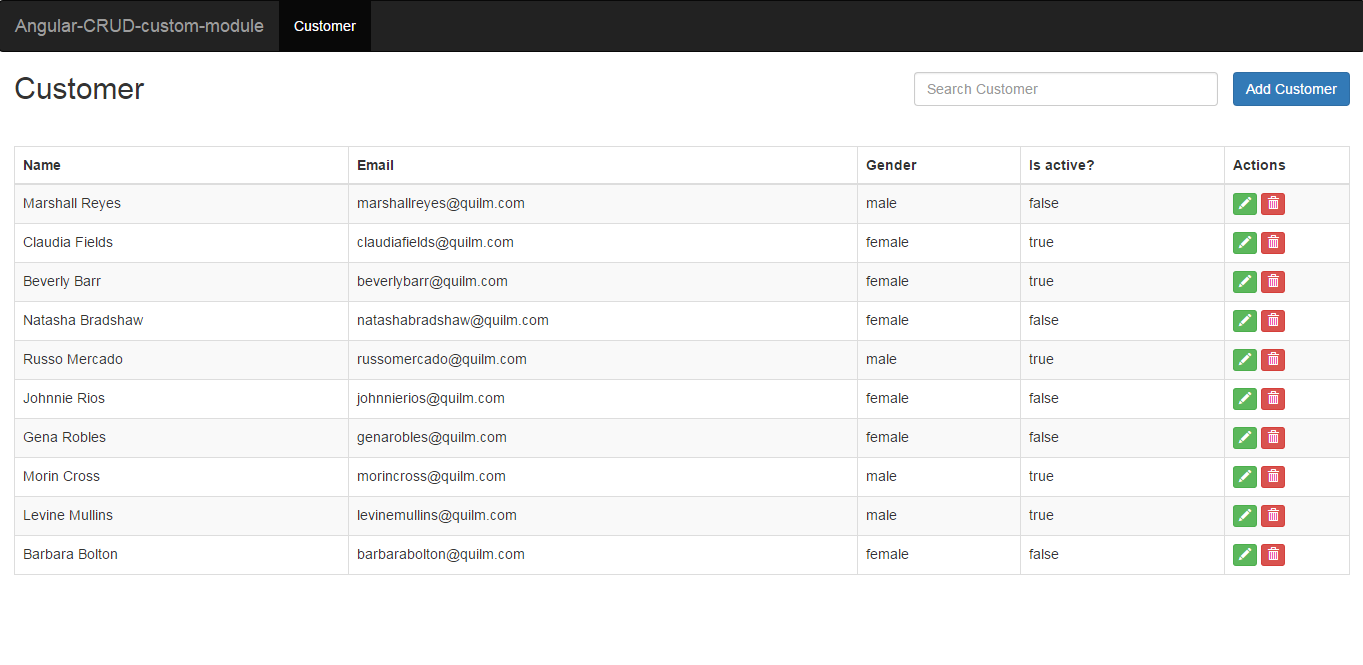 Angular-CRUD-custom-module Customer
Customer Search Customer Add Customer
Name Email Gender Is active? Actions
Marshall Reyes marshallreyes@quilm.com male false
Claudia Fields claudiafields@quilm.com female true
Beverly Barr beverlybarr@quilm.com female true
Natasha Bradshaw natashabradshaw@quilm.com female false
Russo Mercado russomercado@quilm.com male true
Johnnie Rios johnnierios@quilm.com female false
Gena Robles genarobles@quilm.com female false
Morin Cross morincross@quilm.com male true
Levine Mullins levinemullins@quilm.com male true
Barbara Bolton barbarabolton@quilm.com female false